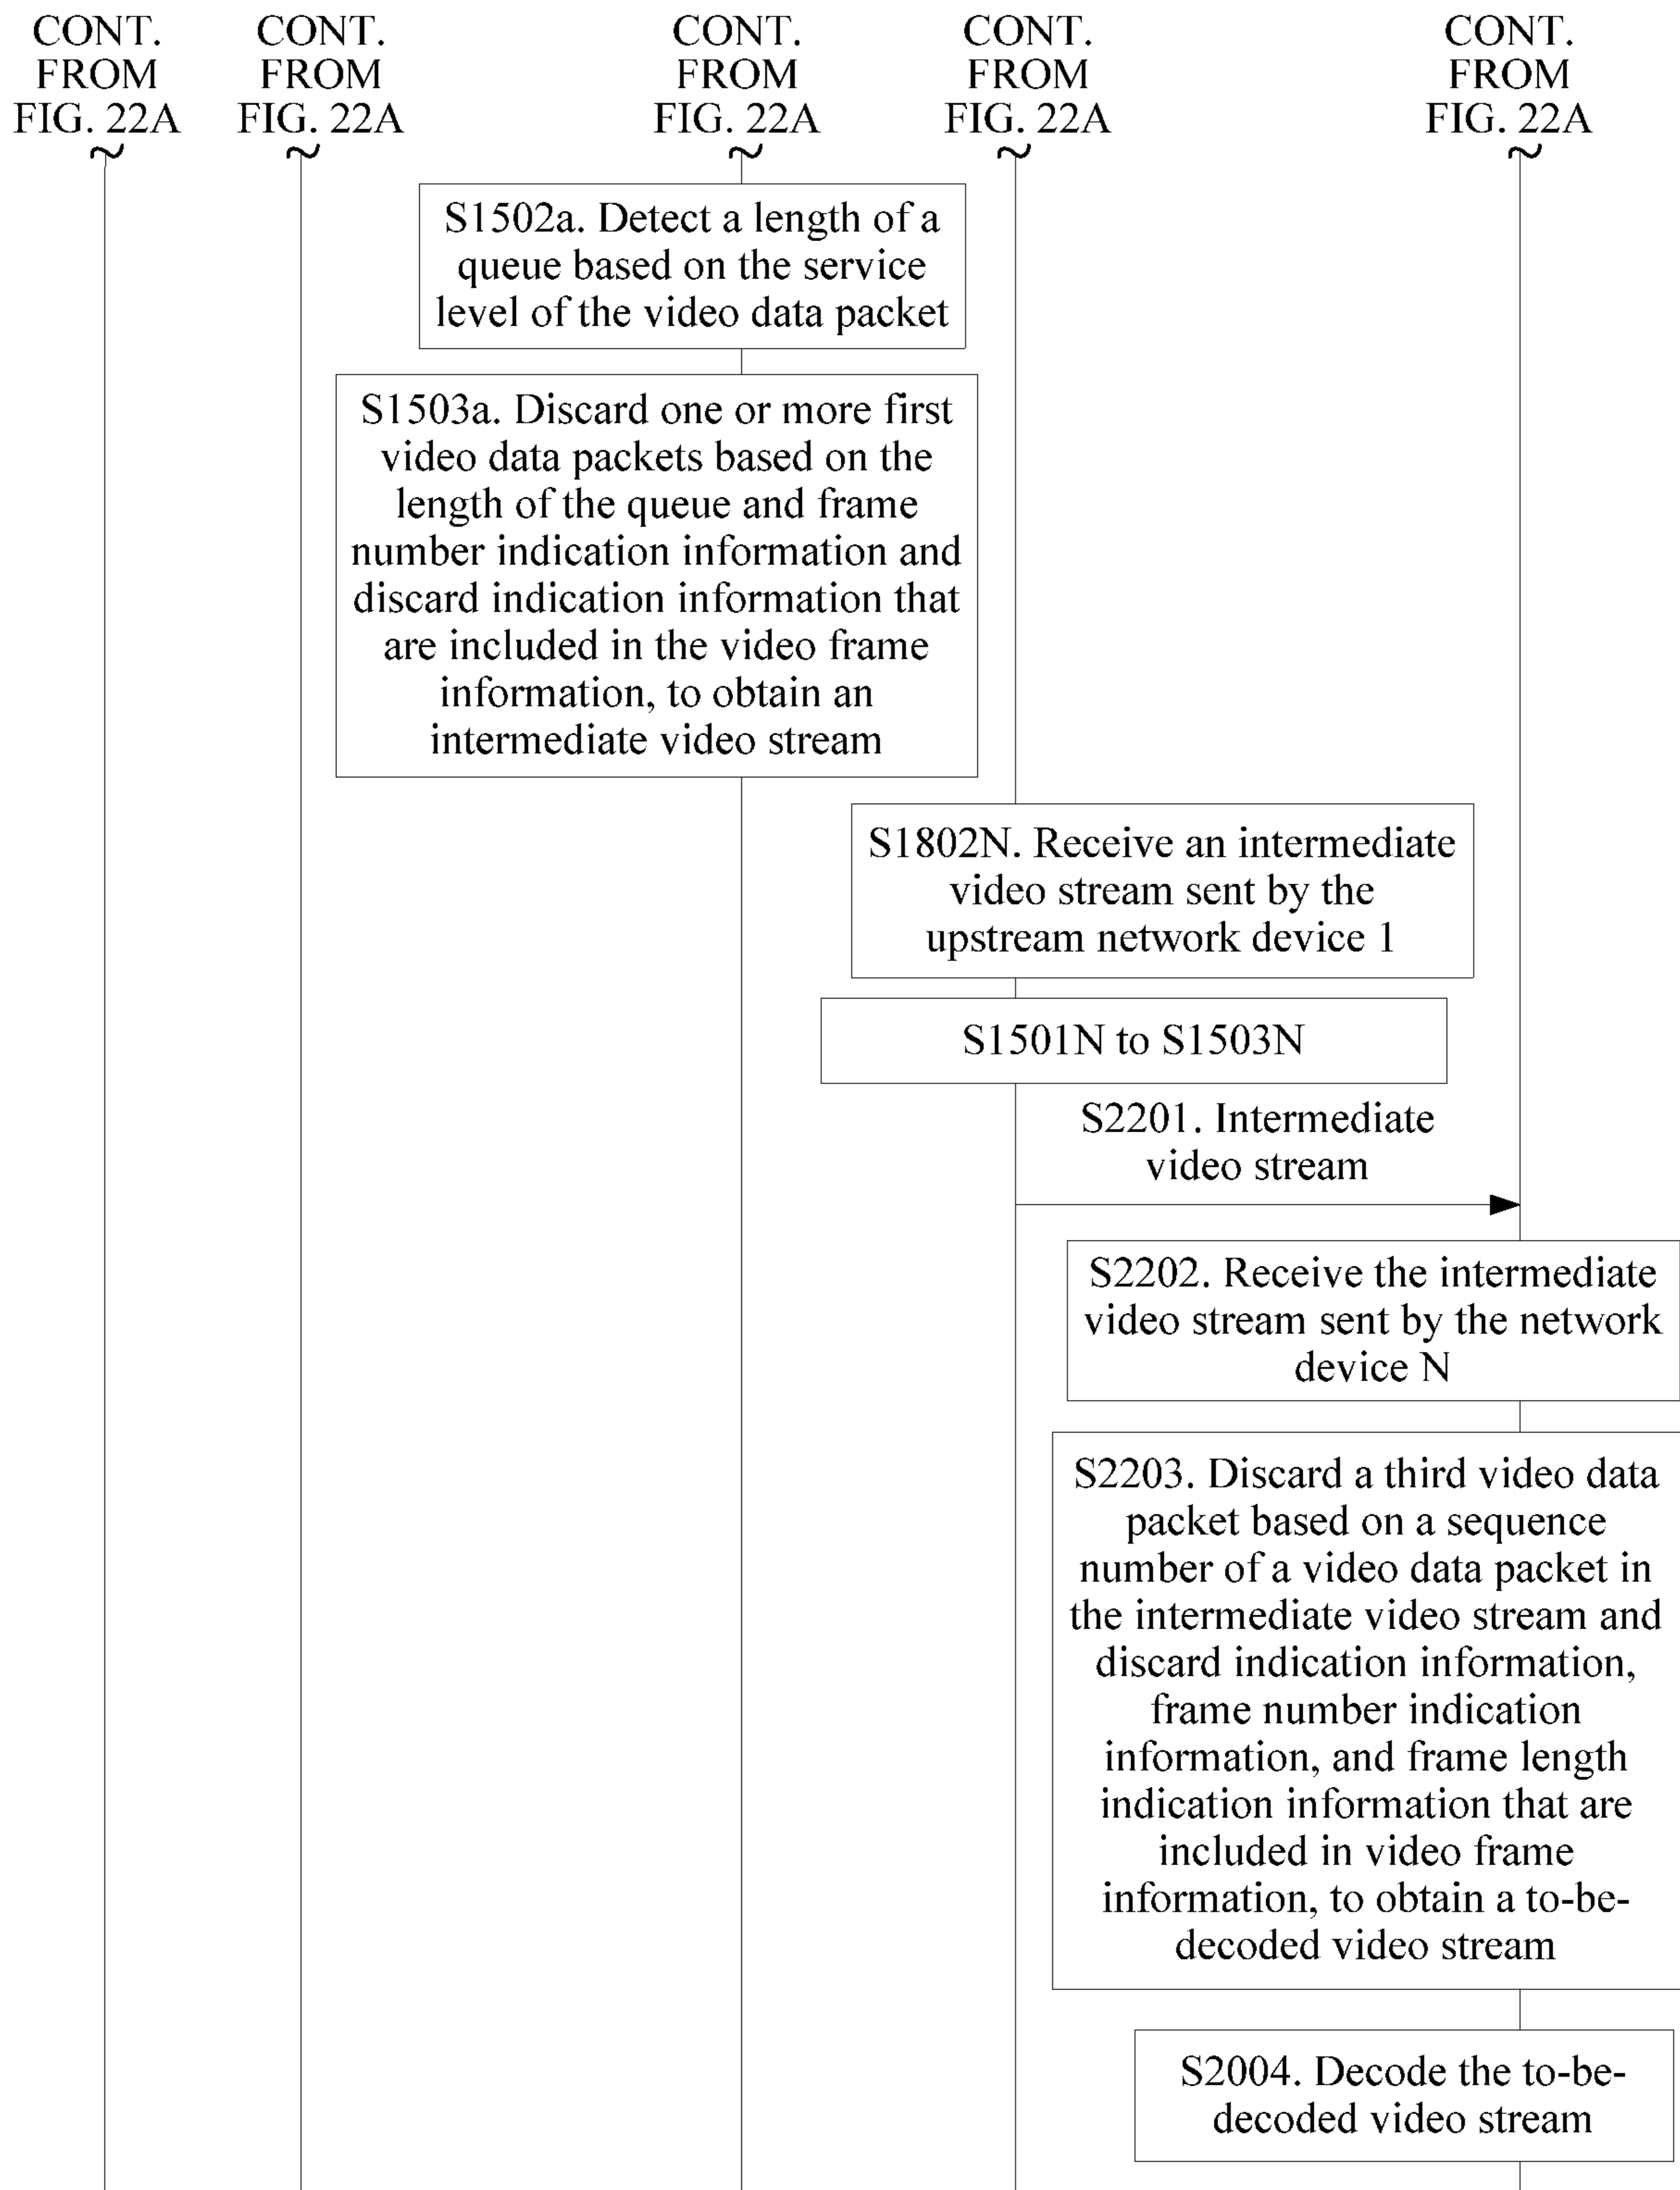 CONT.
FROM
FIG. 22A
CONT.
FROM
FIG. 22A
CONT.
FROM
FIG. 22A
CONT.
FROM
FIG. 22A
CONT.
FROM
FIG. 22A
S1502a. Detect a length of a
queue based on the service
level of the video data packet
S1503a. Discard one or more first
video data packets based on the
length of the queue and frame
number indication information and
discard indication information that
are included in the video frame
information, to obtain an
intermediate video stream
S1802N. Receive an intermediate
video stream sent by the
upstream network device 1
S1501N to S1503N
S2201. Intermediate
video stream
S2202. Receive the intermediate
video stream sent by the network
device N
S2203. Discard a third video data
packet based on a sequence
number of a video data packet in
the intermediate video stream and
discard indication information,
frame number indication
information, and frame length
indication information that are
included in video frame
information, to obtain a to-be-
decoded video stream
S2004. Decode the to-be-
decoded video stream